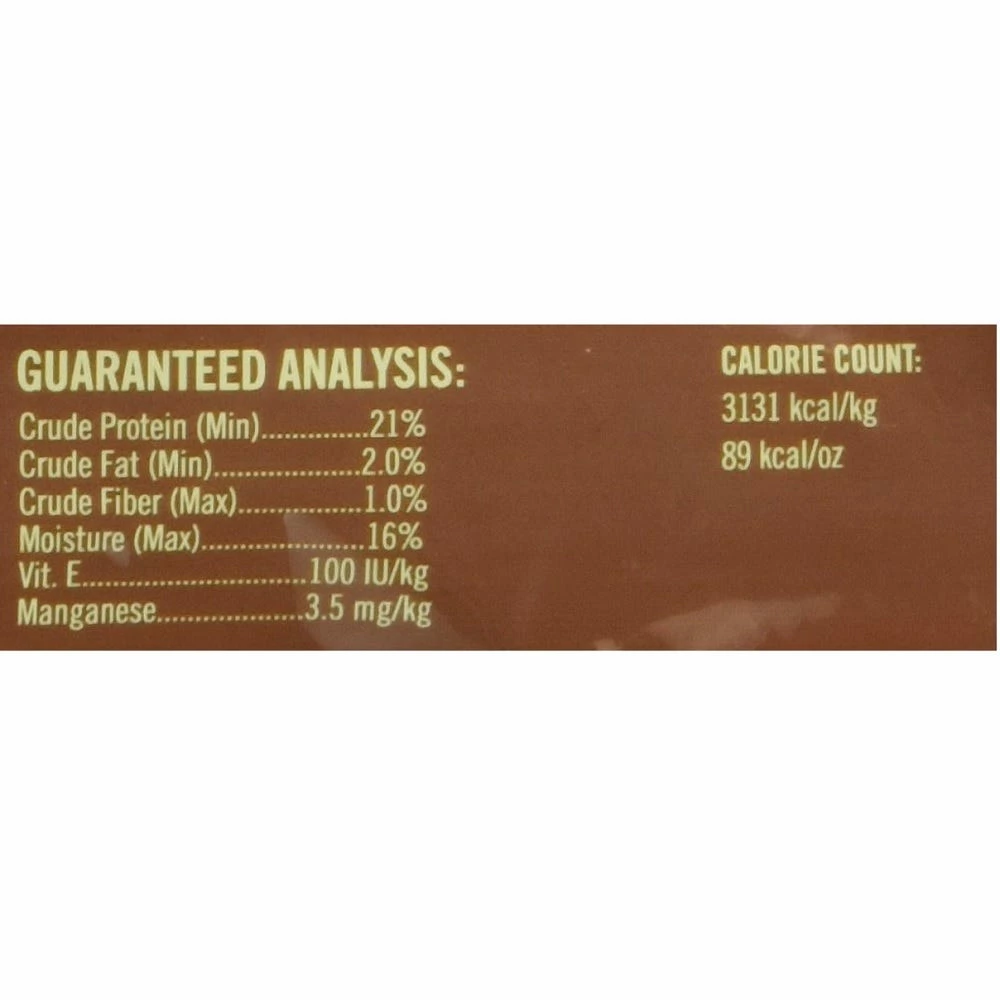 GUARANTEED ANALYSIS:
Crude Protein (Min)..............21%
Crude Fat (Min)....................2.0%
Crude Fiber (Max).................1.0%
Moisture (Max)......................16%
Vit. E...............................100 IU/kg
Manganese....................3.5 mg/kg
CALORIE COUNT:
3131 kcal/kg
89 kcal/oz